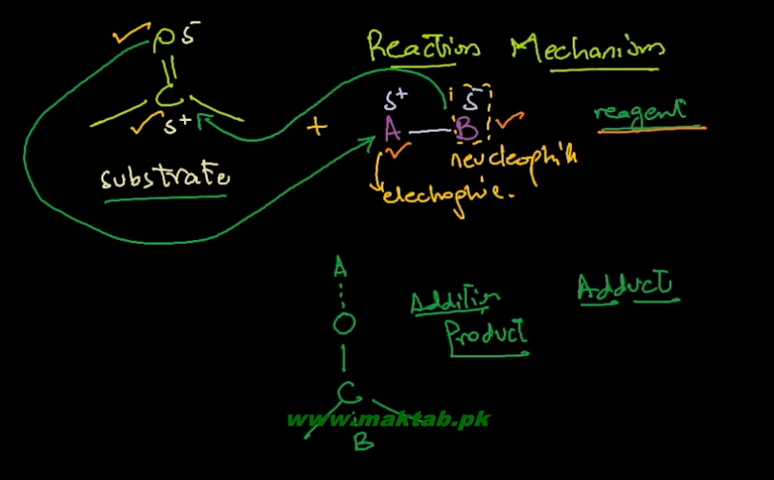 Reaction Mechanism
O δ-
C δ+
substrate
+
δ+ δ-
A — B
reagent
neucleophile
electrophile.
A
O
C
B
Addition
Product
Adduct
www.maktab.pk